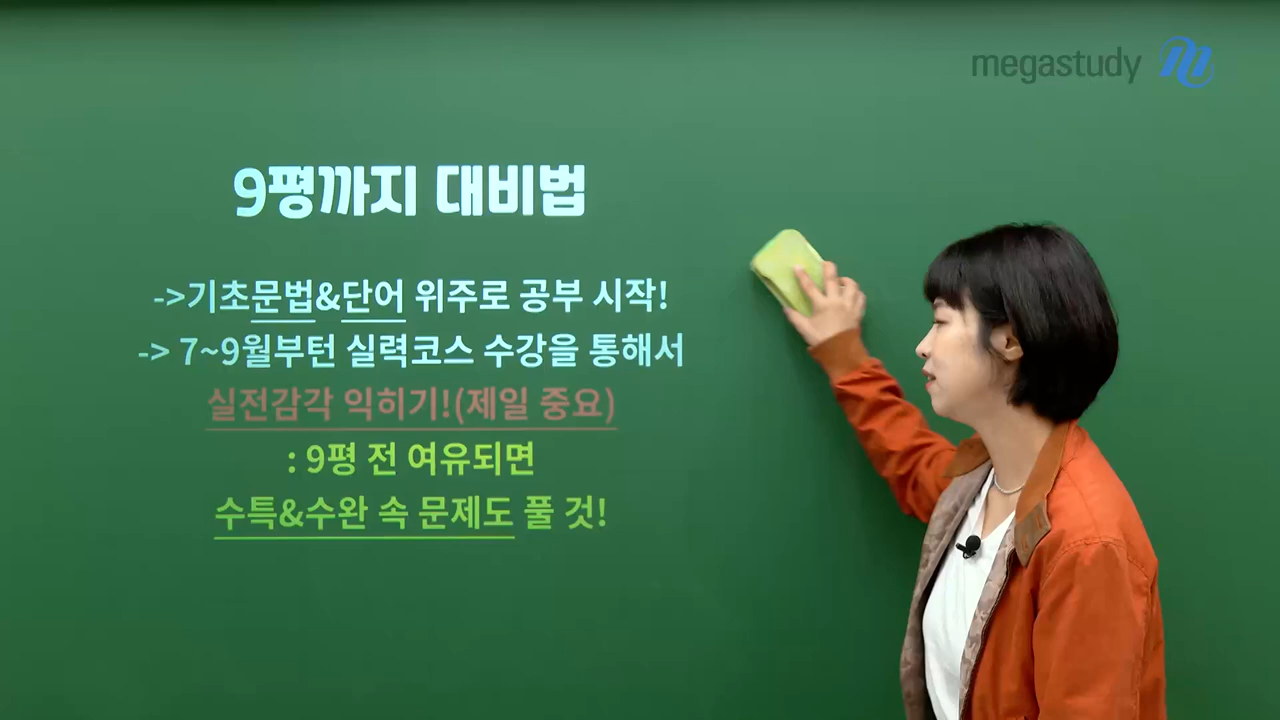 megastudy
9평까지 대비법
->기초문법&단어 위주로 공부 시작!
-> 7~9월부턴 실력코스 수강을 통해서
실전감각 익히기!(제일 중요)
: 9평 전 여유되면
수특&수완 속 문제도 풀 것!